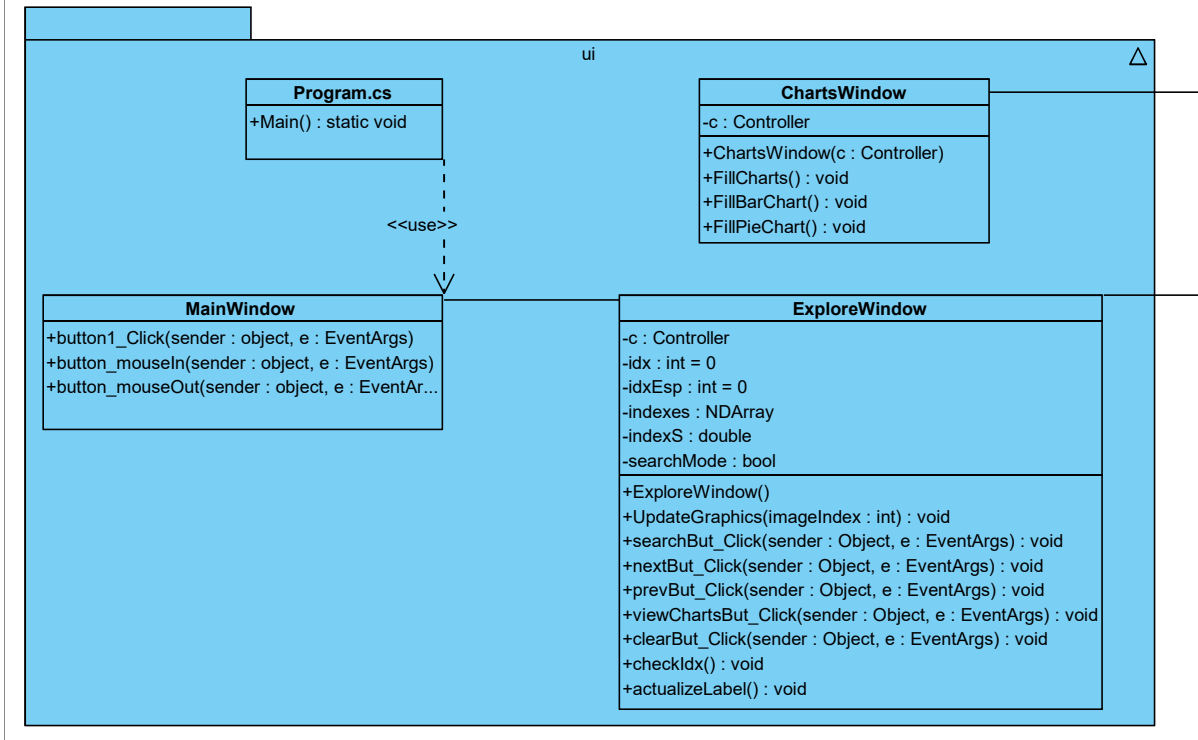 ui
Program.cs
+Main() : static void
<<use>>
ChartsWindow
-c : Controller
+ChartsWindow(c : Controller)
+FillCharts() : void
+FillBarChart() : void
+FillPieChart() : void
MainWindow
+button1_Click(sender : object, e : EventArgs)
+button_mouseIn(sender : object, e : EventArgs)
+button_mouseOut(sender : object, e : EventAr...
ExploreWindow
-c : Controller
-idx : int = 0
-idxEsp : int = 0
-indexes : NDArray
-indexS : double
-searchMode : bool
+ExploreWindow()
+UpdateGraphics(imageIndex : int) : void
+searchBut_Click(sender : Object, e : EventArgs) : void
+nextBut_Click(sender : Object, e : EventArgs) : void
+prevBut_Click(sender : Object, e : EventArgs) : void
+viewChartsBut_Click(sender : Object, e : EventArgs) : void
+clearBut_Click(sender : Object, e : EventArgs) : void
+checkIdx() : void
+actualizeLabel() : void